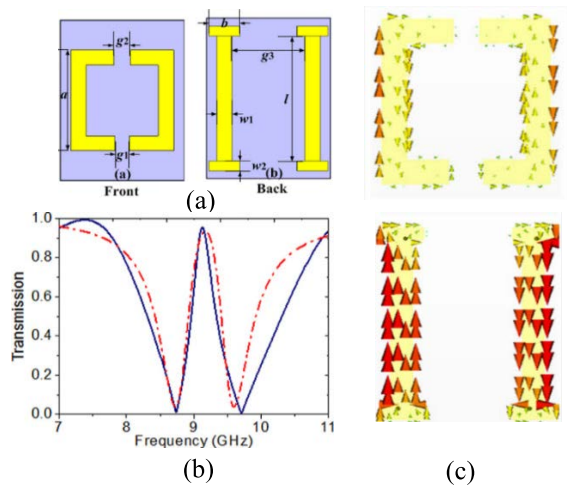 g2
a
g1
(a)
Front
b
g3
l
w1
w2
(b)
Back
(a)
Transmission
1.0
0.8
0.6
0.4
0.2
0.0
7 8 9 10 11
Frequency (GHz)
(b)
(c)